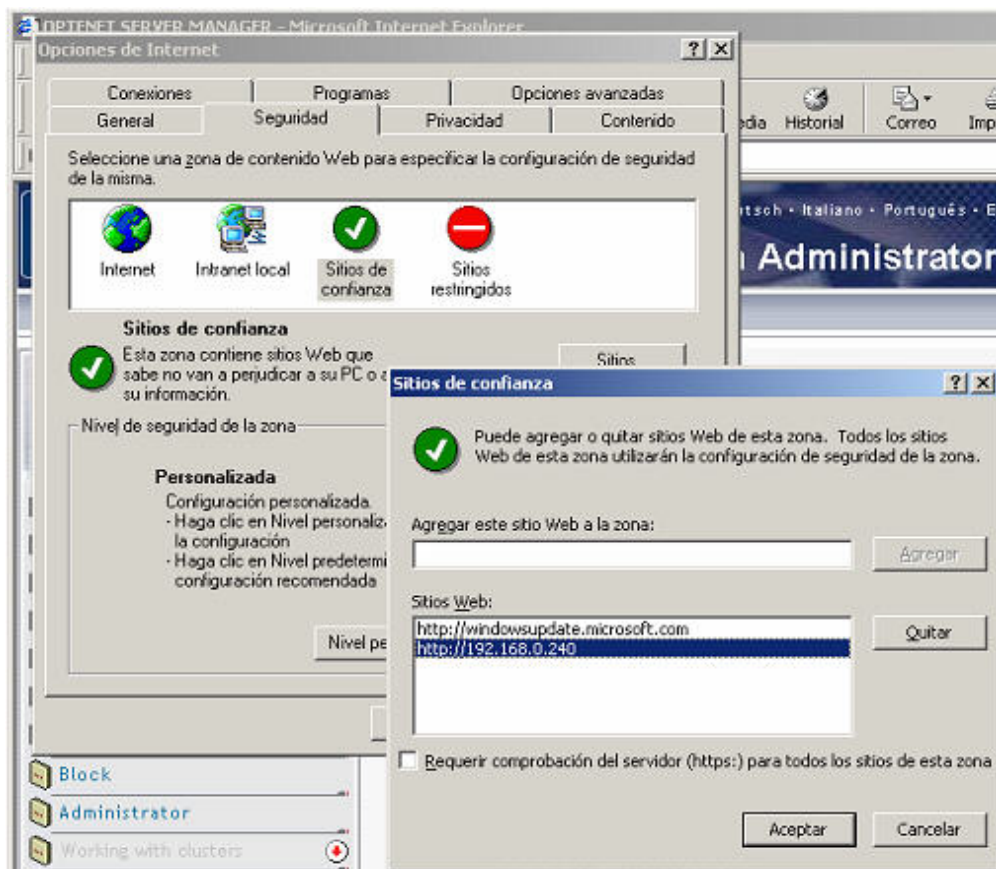 OPTENET SERVER MANAGER - Microsoft Internet Explorer
Opciones de Internet
Conexiones Programas Opciones avanzadas
General Seguridad Privacidad Contenido
Historial Correo
Seleccione una zona de contenido Web para especificar la configuración de seguridad
de la misma.
Italiano · Português ·
Administrator
Internet Intranet local Sitios de confianza Sitios restringidos
Sitios de confianza
Esta zona contiene sitios Web que
sabe no van a perjudicar a su PC o a
su información.
Sitios
Nivel de seguridad de la zona
Personalizada
Configuración personalizada.
- Haga clic en Nivel
la configuración
- Haga clic en Nivel
configuración recomendada
Nivel
Sitios de confianza
Puede agregar o quitar sitios Web de esta zona. Todos los sitios
Web de esta zona utilizarán la configuración de seguridad de la zona.
Agregar este sitio Web a la zona:
Agregar
Sitios Web:
http://windowsupdate.microsoft.com
http://192.168.0.240
Quitar
Requerir comprobación del servidor (https:) para todos los sitios de esta zona
Aceptar Cancelar
Block
Administrator
Working with clusters